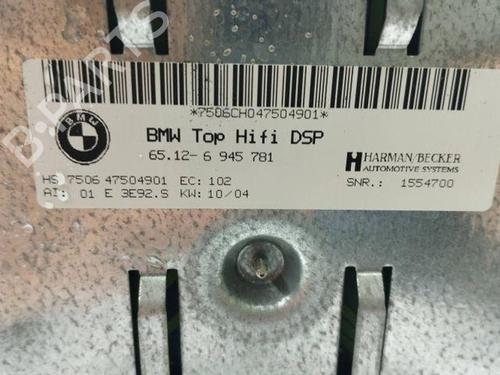 *7506CH047504901*
BMW
BMW Top Hifi DSP
65.12-6 945 781
HARMAN/BECKER
AUTOMOTIVE SYSTEMS
HS 7506 47504901 EC: 102
SNR.: 1554700
AI: 01 E 3E92.S KW: 10/04
B-PARTS